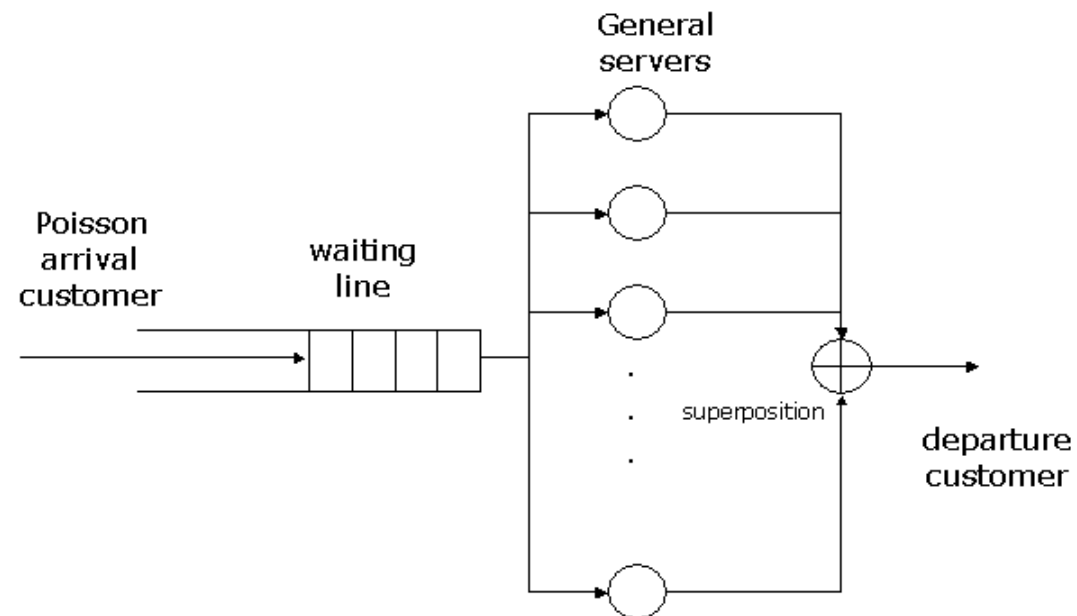 General
servers
Poisson
arrival
customer
waiting
line
superposition
departure
customer